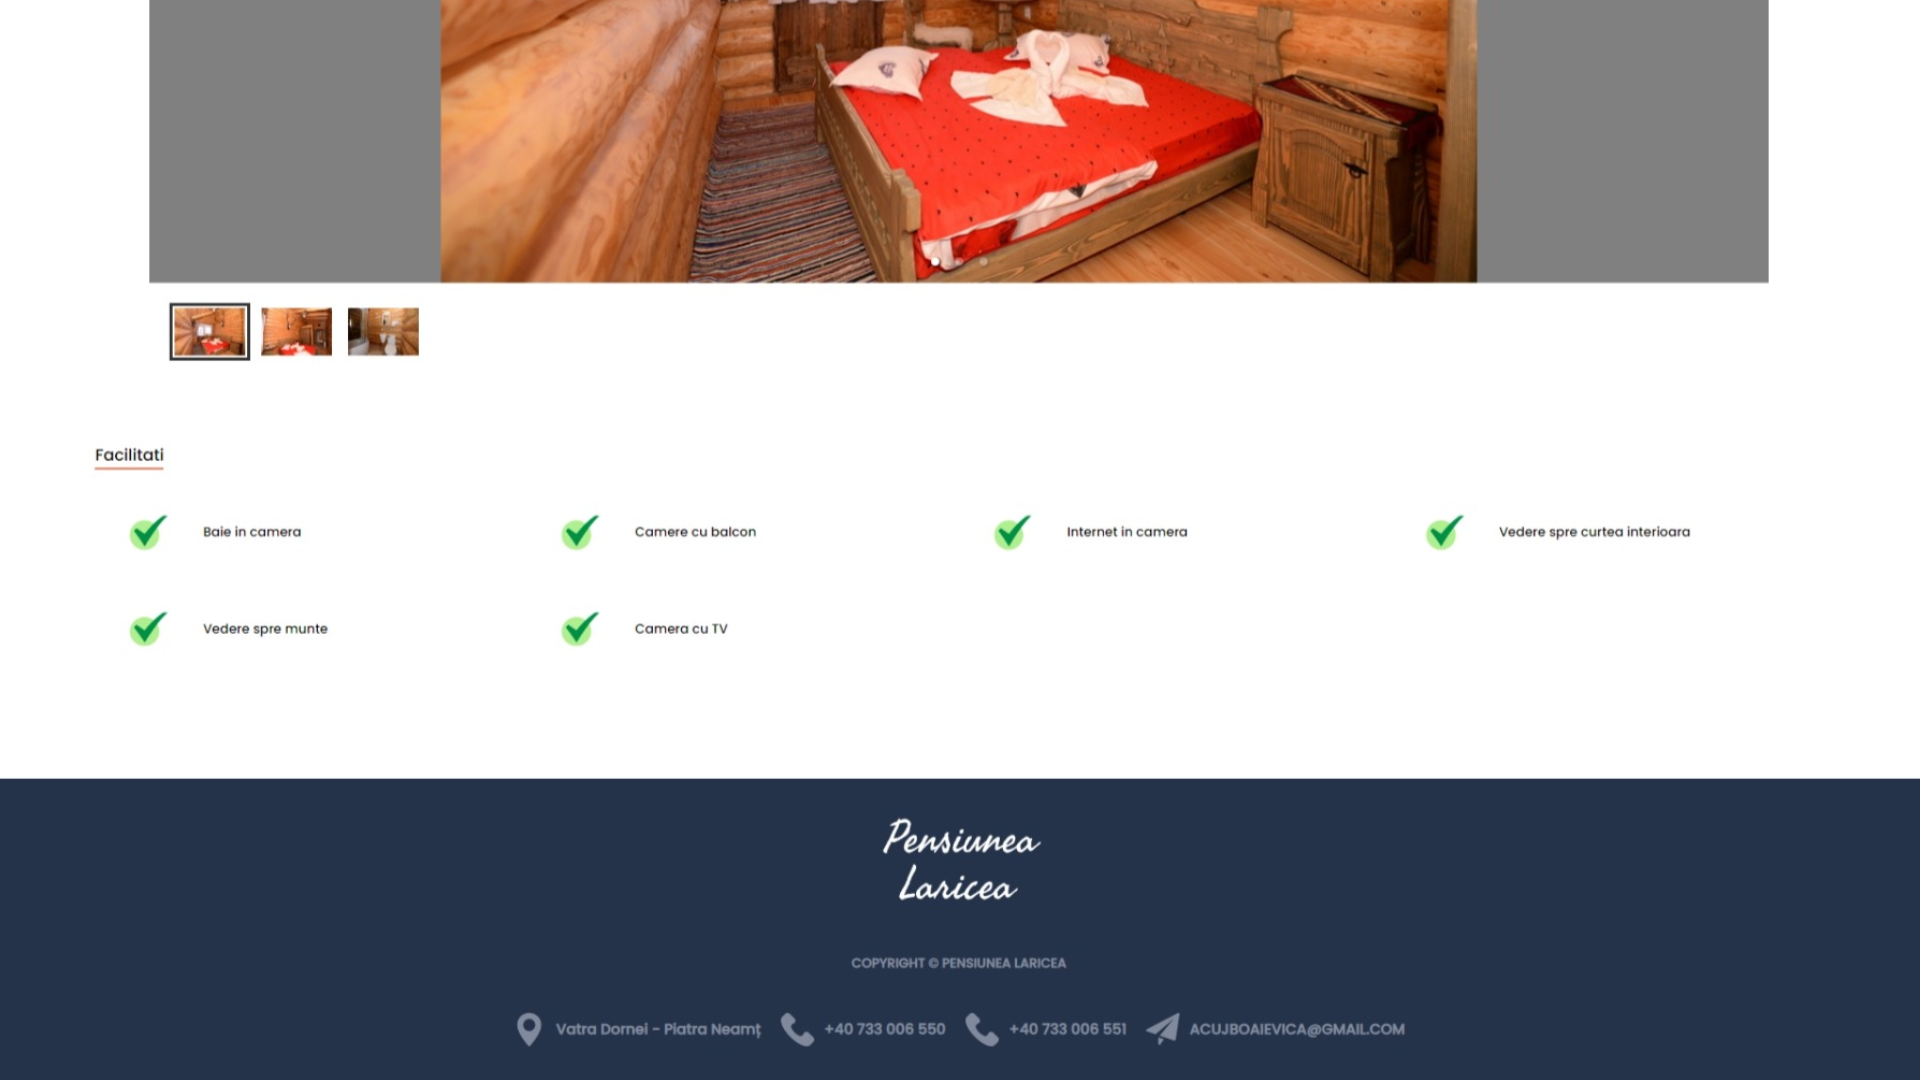 Facilitati
Baie in camera
Camere cu balcon
Internet in camera
Vedere spre curtea interioara
Vedere spre munte
Camera cu TV
Pensiunea
Laricea
COPYRIGHT © PENSIUNEA LARICEA
Vatra Dornei - Piatra Neamț
+40 733 006 550
+40 733 006 551
ACUJBOAIEVICA@GMAIL.COM